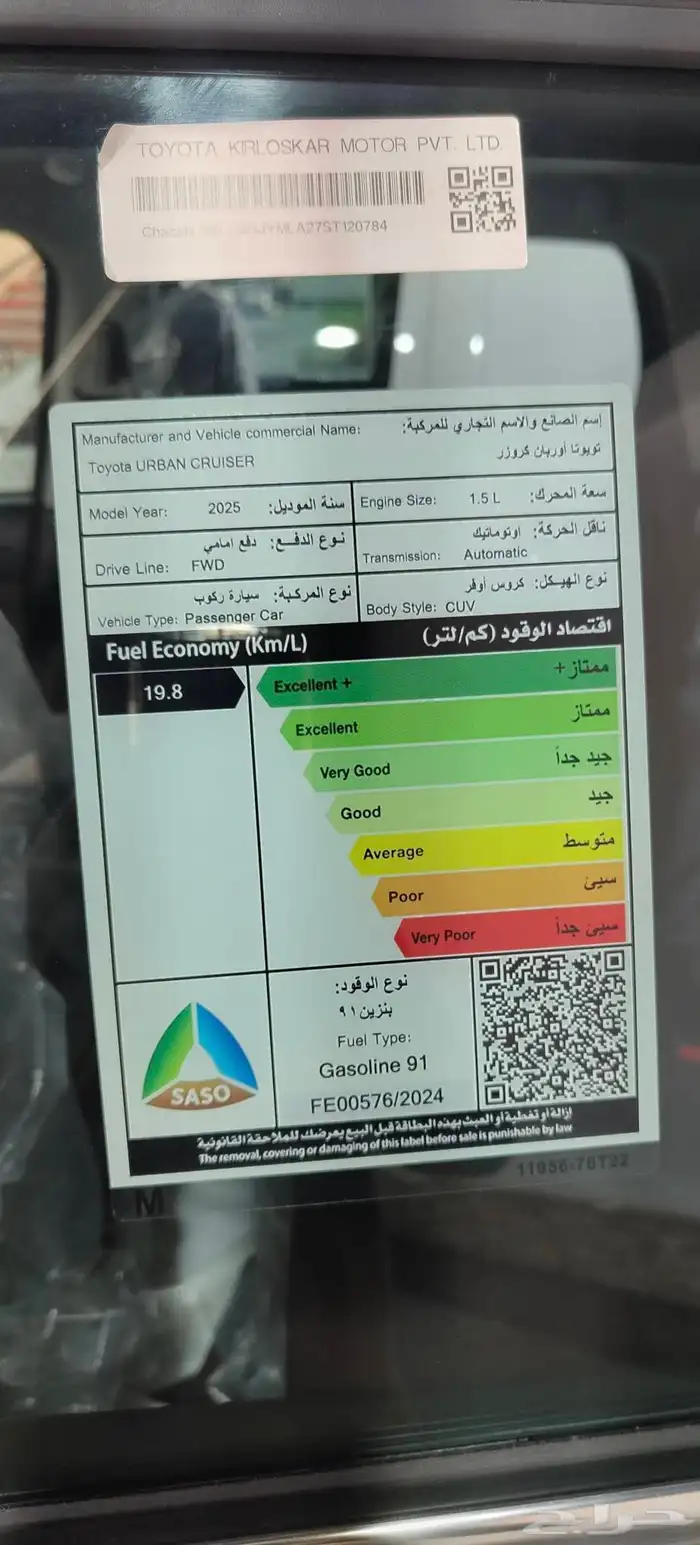 TOYOTA KIRLOSKAR MOTOR PVT. LTD.
YMLA27ST120784
Manufacturer and Vehicle commercial Name: إسم الصانع والاسم التجاري للمركبة:
Toyota URBAN CRUISER تويوتا أوربان كروزر
Model Year: 2025 سنة الموديل: Engine Size: 1.5 L سعة المحرك:
نوع الدفع: دفع امامي ناقل الحركة: اوتوماتيك
Drive Line: FWD Transmission: Automatic
نوع المركبة: سيارة ركوب نوع الهيكل: كروس أوفر
Vehicle Type: Passenger Car Body Style: CUV
Fuel Economy (Km/L) اقتصاد الوقود (كم/لتر)
19.8 Excellent + ممتاز +
Excellent ممتاز
Very Good جيد جداً
Good جيد
Average متوسط
Poor سيئ
Very Poor سيئ جداً
نوع الوقود:
بنزين ٩١
Fuel Type:
Gasoline 91
SASO FE00576/2024
إزالة أو تغطية أو العبث بهذه البطاقة قبل البيع يعرضك للملاحقة القانونية
The removal, covering or damaging of this label before sale is punishable by law
11956-76T22
M
حراج